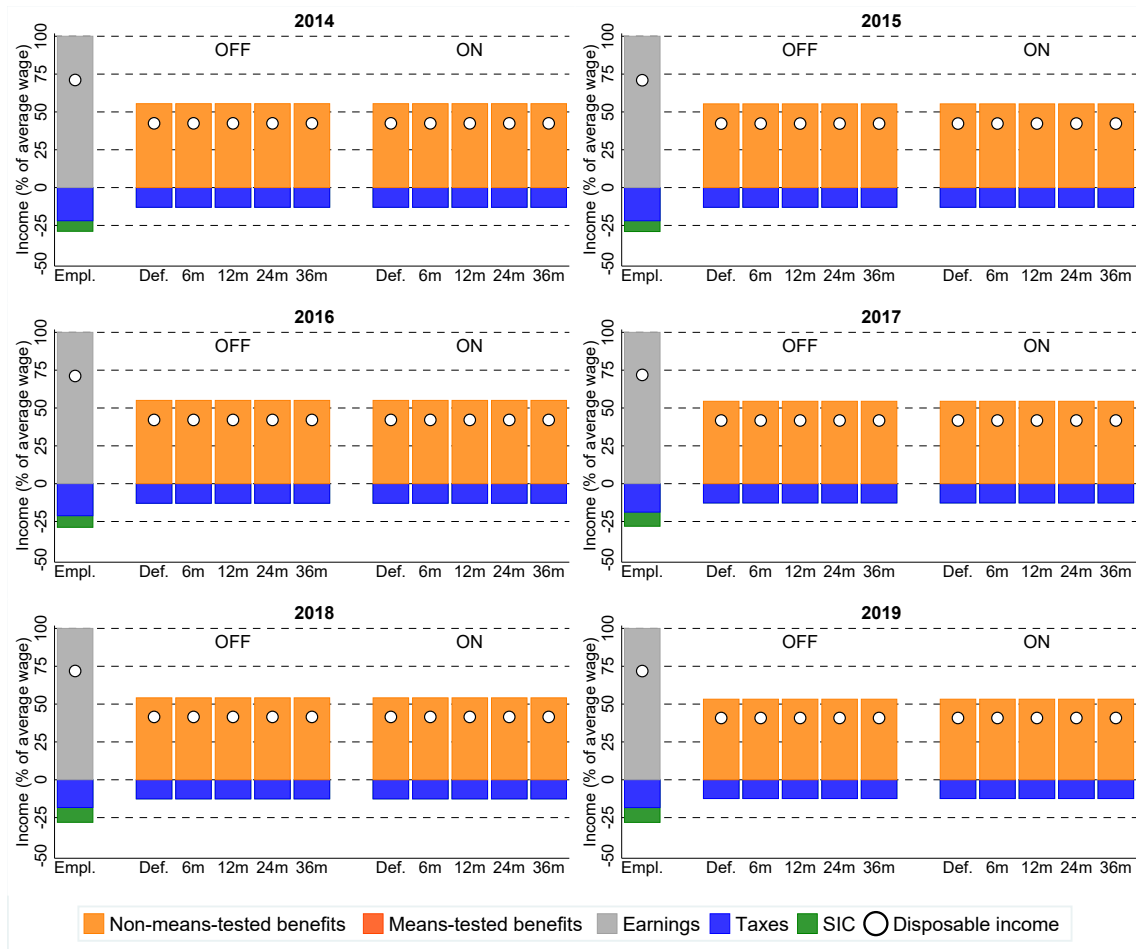 2014
Income (% of average wage)
100
75
50
25
0
-25
-50
OFF
ON
Empl.
Def. 6m 12m 24m 36m
Def. 6m 12m 24m 36m
2015
Income (% of average wage)
100
75
50
25
0
-25
-50
OFF
ON
Empl.
Def. 6m 12m 24m 36m
Def. 6m 12m 24m 36m
2016
Income (% of average wage)
100
75
50
25
0
-25
-50
OFF
ON
Empl.
Def. 6m 12m 24m 36m
Def. 6m 12m 24m 36m
2017
Income (% of average wage)
100
75
50
25
0
-25
-50
OFF
ON
Empl.
Def. 6m 12m 24m 36m
Def. 6m 12m 24m 36m
2018
Income (% of average wage)
100
75
50
25
0
-25
-50
OFF
ON
Empl.
Def. 6m 12m 24m 36m
Def. 6m 12m 24m 36m
2019
Income (% of average wage)
100
75
50
25
0
-25
-50
OFF
ON
Empl.
Def. 6m 12m 24m 36m
Def. 6m 12m 24m 36m
Non-means-tested benefits Means-tested benefits Earnings Taxes SIC Disposable income